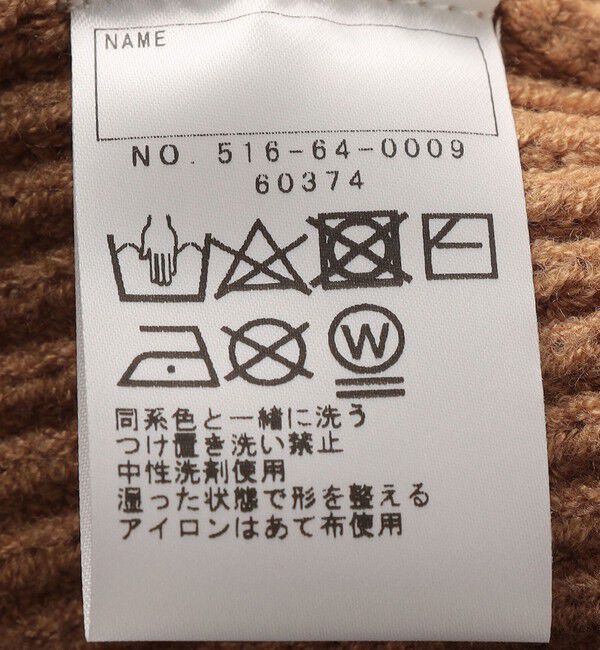 NAME
NO. 516-64-0009
60374
W
同系色と一緒に洗う
つけ置き洗い禁止
中性洗剤使用
湿った状態で形を整える
アイロンはあて布使用